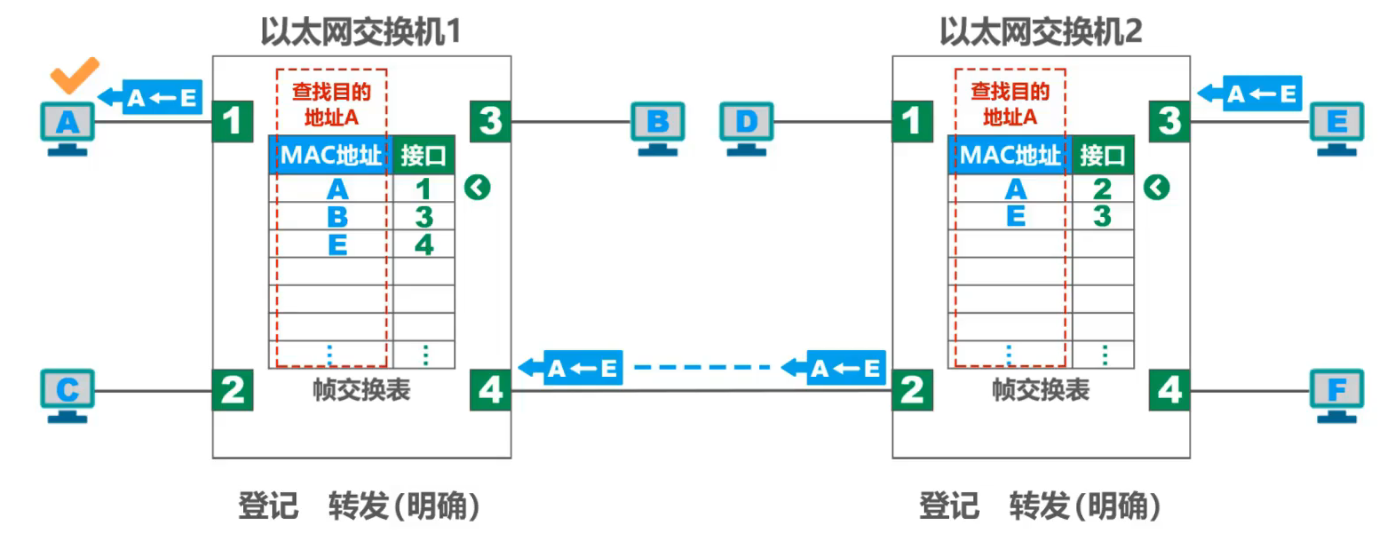 以太网交换机1
以太网交换机2
A
A←E
1
查找目的
地址A
3
B
D
1
查找目的
地址A
3
A←E
E
MAC地址 接口
A 1
B 3
E 4
⋮ ⋮
MAC地址 接口
A 2
E 3
⋮ ⋮
C
2
帧交换表
4
A←E
A←E
2
帧交换表
4
F
登记 转发(明确)
登记 转发(明确)